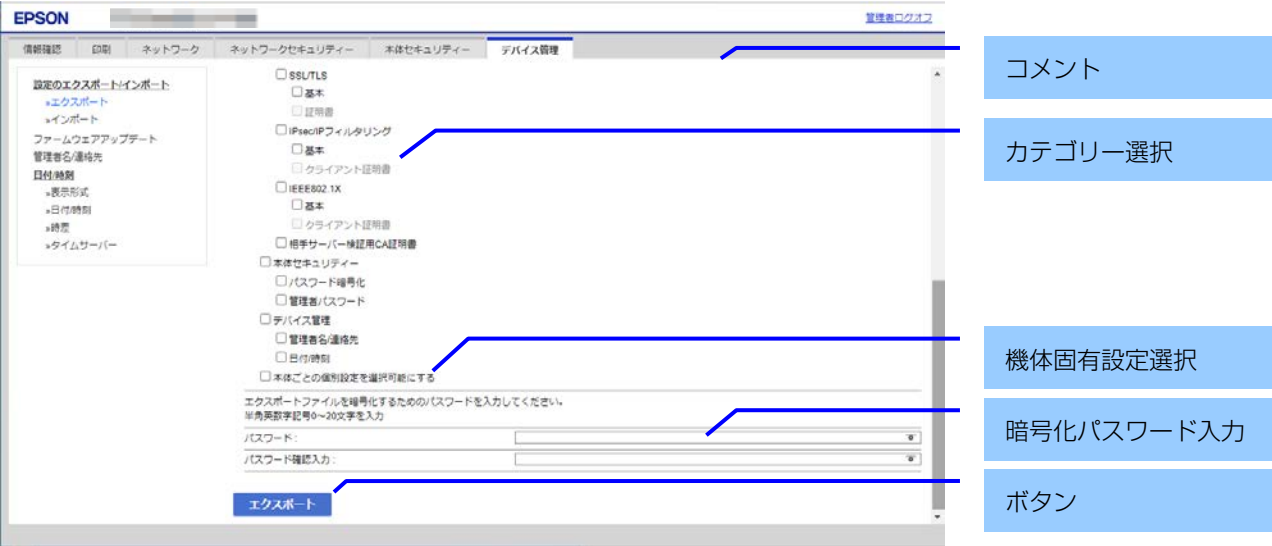 EPSON
管理者ログオフ
情報確認 印刷 ネットワーク ネットワークセキュリティー 本体セキュリティー デバイス管理
設定のエクスポート/インポート
»エクスポート
»インポート
ファームウェアアップデート
管理者名/連絡先
日付/時刻
»表示形式
»日付/時刻
»時差
»タイムサーバー
SSL/TLS
基本
証明書
IPsec/IPフィルタリング
基本
クライアント証明書
IEEE802.1X
基本
クライアント証明書
相手サーバー検証用CA証明書
本体セキュリティー
パスワード暗号化
管理者パスワード
デバイス管理
管理者名/連絡先
日付/時刻
本体ごとの個別設定を選択可能にする
エクスポートファイルを暗号化するためのパスワードを入力してください。
半角英数字記号0～20文字を入力
パスワード :
パスワード確認入力 :
エクスポート
コメント
カテゴリー選択
機体固有設定選択
暗号化パスワード入力
ボタン